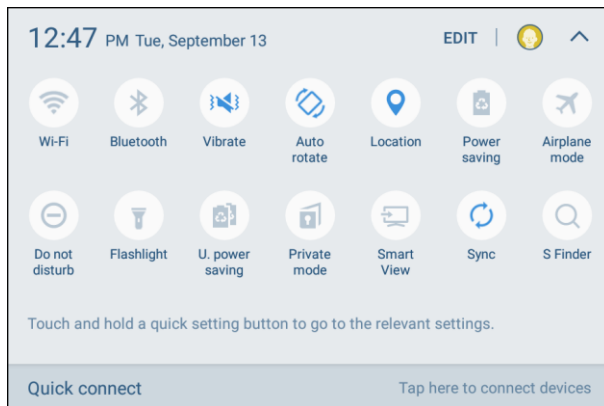 12:47 PM Tue, September 13 EDIT
Wi-Fi Bluetooth Vibrate Auto rotate Location Power saving Airplane mode
Do not disturb Flashlight U. power saving Private mode Smart View Sync S Finder
Touch and hold a quick setting button to go to the relevant settings.
Quick connect Tap here to connect devices